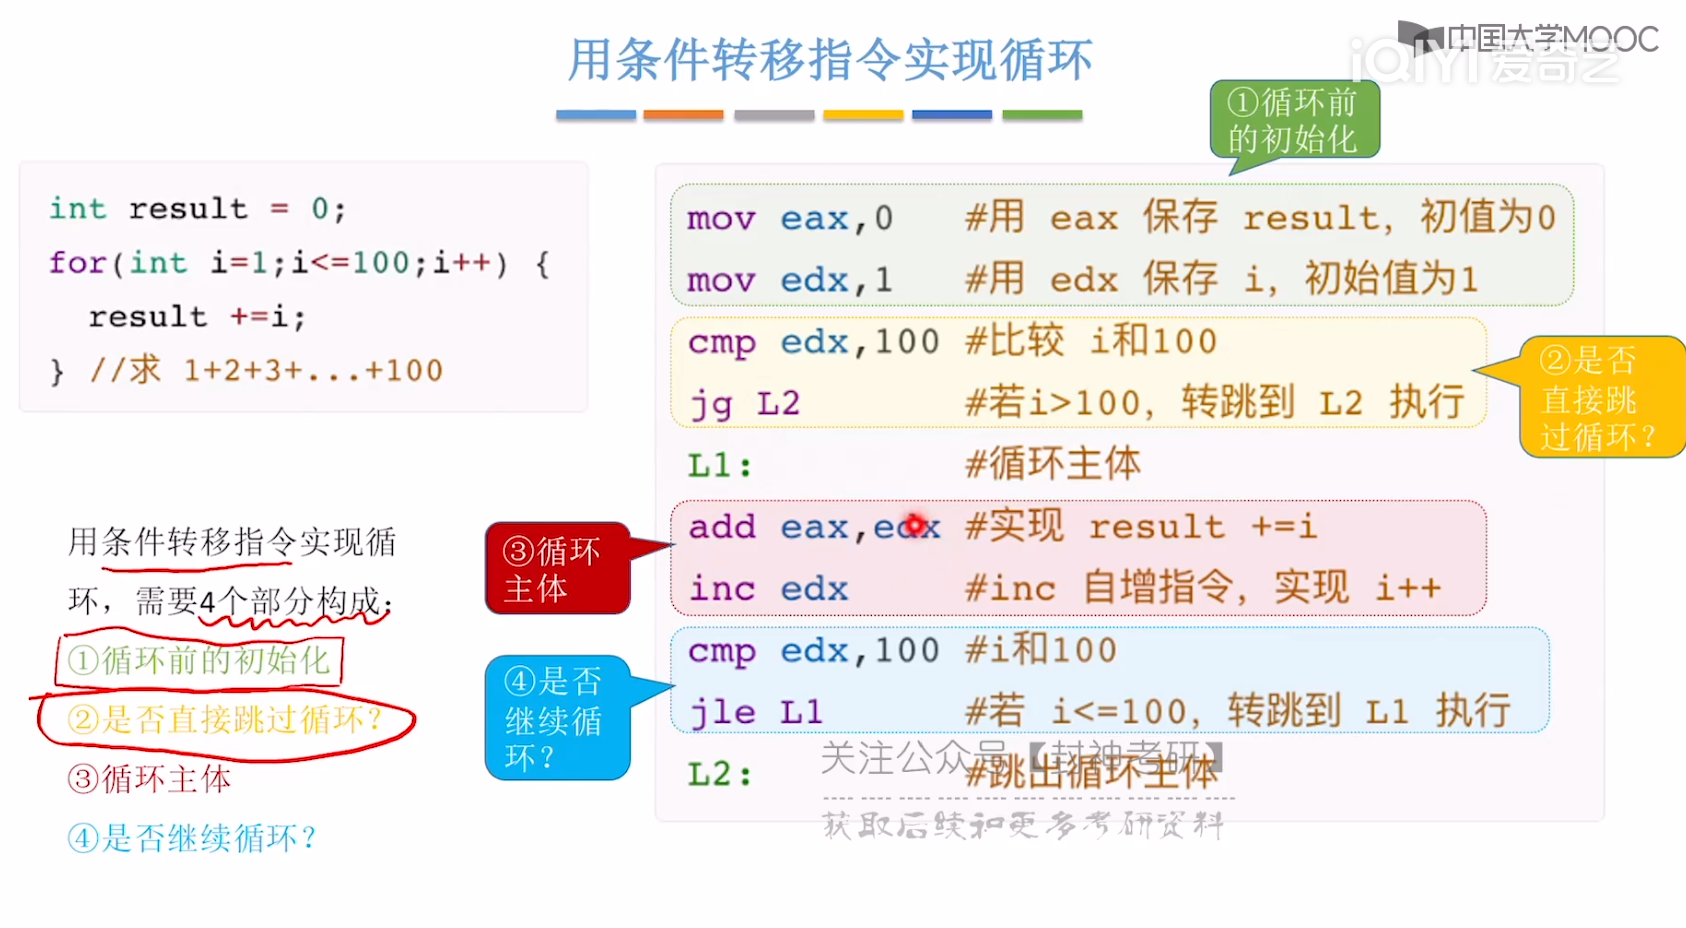 用条件转移指令实现循环
中国大学MOOC
iQIYI 爱奇艺
①循环前
的初始化
int result = 0;
for(int i=1;i<=100;i++) {
result +=i;
} //求 1+2+3+...+100
mov eax,0 #用 eax 保存 result, 初值为0
mov edx,1 #用 edx 保存 i, 初始值为1
cmp edx,100 #比较 i和100
jg L2 #若i>100, 转跳到 L2 执行
②是否
直接跳
过循环？
L1: #循环主体
add eax,edx #实现 result +=i
inc edx #inc 自增指令, 实现 i++
③循环
主体
cmp edx,100 #i和100
jle L1 #若 i<=100, 转跳到 L1 执行
④是否
继续循
环？
L2: #跳出循环主体
关注公众号【封神考研】
获取后续和更多考研资料
用条件转移指令实现循
环，需要4个部分构成：
①循环前的初始化
②是否直接跳过循环？
③循环主体
④是否继续循环？